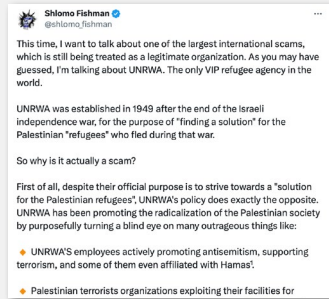 Shlomo Fishman
@shlomo_fishman
This time, I want to talk about one of the largest international scams,
which is still being treated as a legitimate organization. As you may have
guessed, I'm talking about UNRWA. The only VIP refugee agency in the
world.
UNRWA was established in 1949 after the end of the Israeli
independence war, for the purpose of "finding a solution" for the
Palestinian "refugees" who fled during that war.
So why is it actually a scam?
First of all, despite their official purpose is to strive towards a "solution
for the Palestinian refugees", UNRWA's policy does exactly the opposite.
UNRWA has been promoting the radicalization of the Palestinian society
by purposefully turning a blind eye on many outrageous things like:
🔸 UNRWA'S employees actively promoting antisemitism, supporting
terrorism, and some of them even affiliated with Hamas'.
🔸 Palestinian terrorists organizations exploiting their facilities for